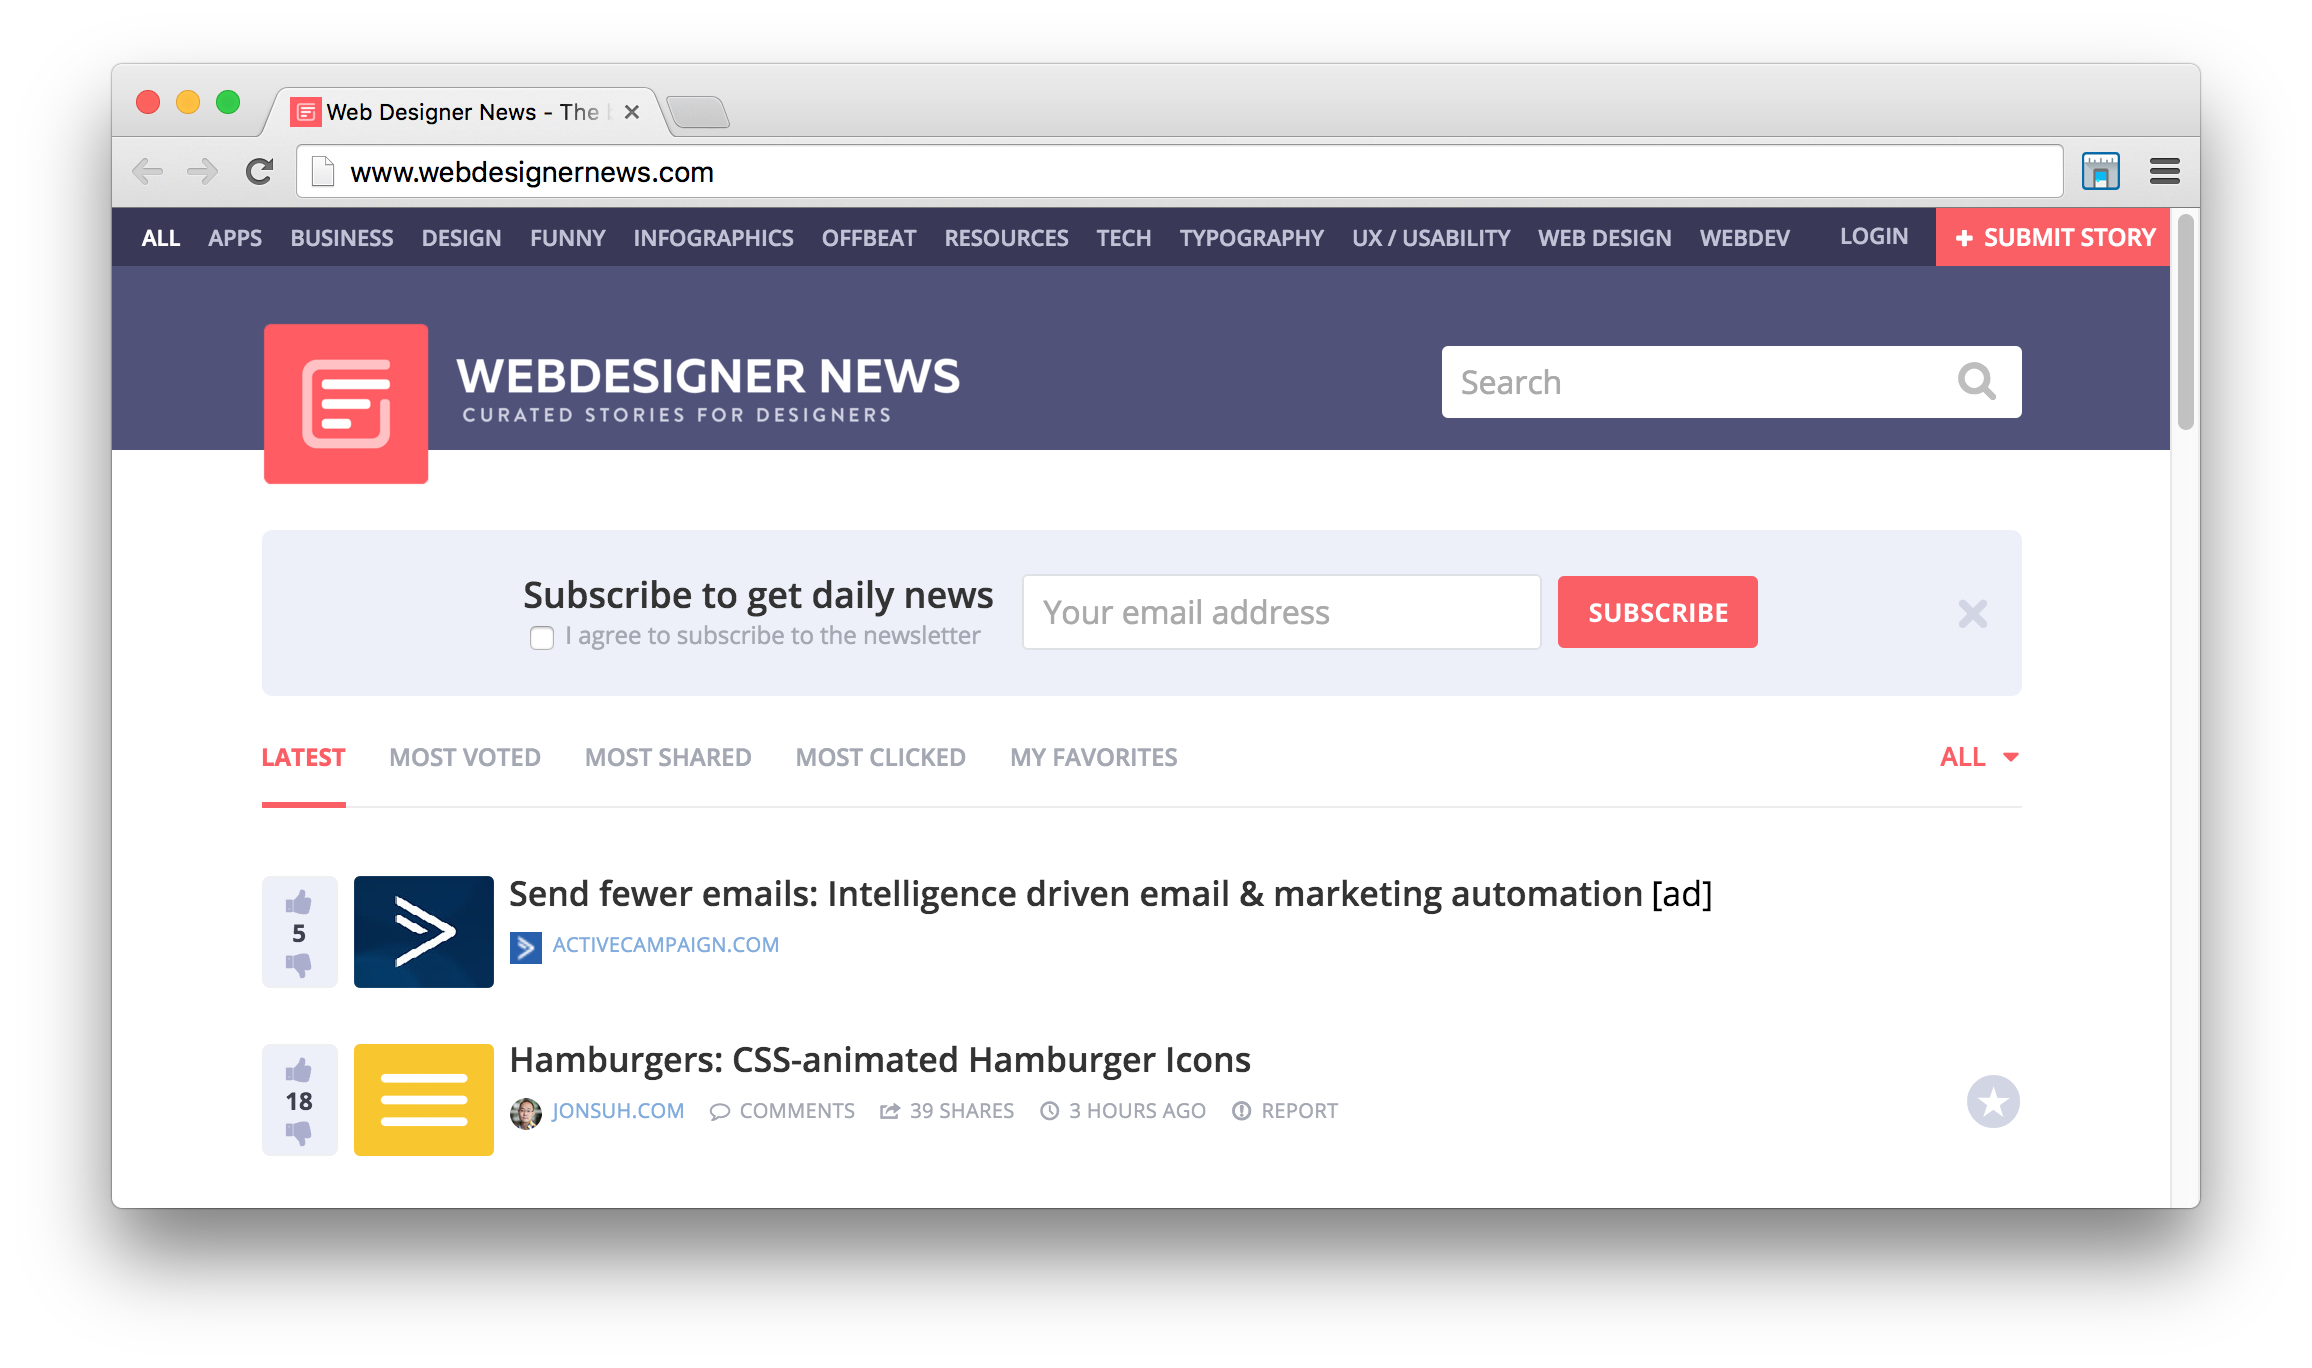 Web Designer News - The
www.webdesignernews.com
ALL APPS BUSINESS DESIGN FUNNY INFOGRAPHICS OFFBEAT RESOURCES TECH TYPOGRAPHY UX / USABILITY WEB DESIGN WEBDEV LOGIN + SUBMIT STORY
WEBDESIGNER NEWS
CURATED STORIES FOR DESIGNERS
Search
Subscribe to get daily news
I agree to subscribe to the newsletter
Your email address
SUBSCRIBE
LATEST MOST VOTED MOST SHARED MOST CLICKED MY FAVORITES ALL
Send fewer emails: Intelligence driven email & marketing automation [ad]
5
ACTIVECAMPAIGN.COM
Hamburgers: CSS-animated Hamburger Icons
18
JONSUH.COM COMMENTS 39 SHARES 3 HOURS AGO REPORT